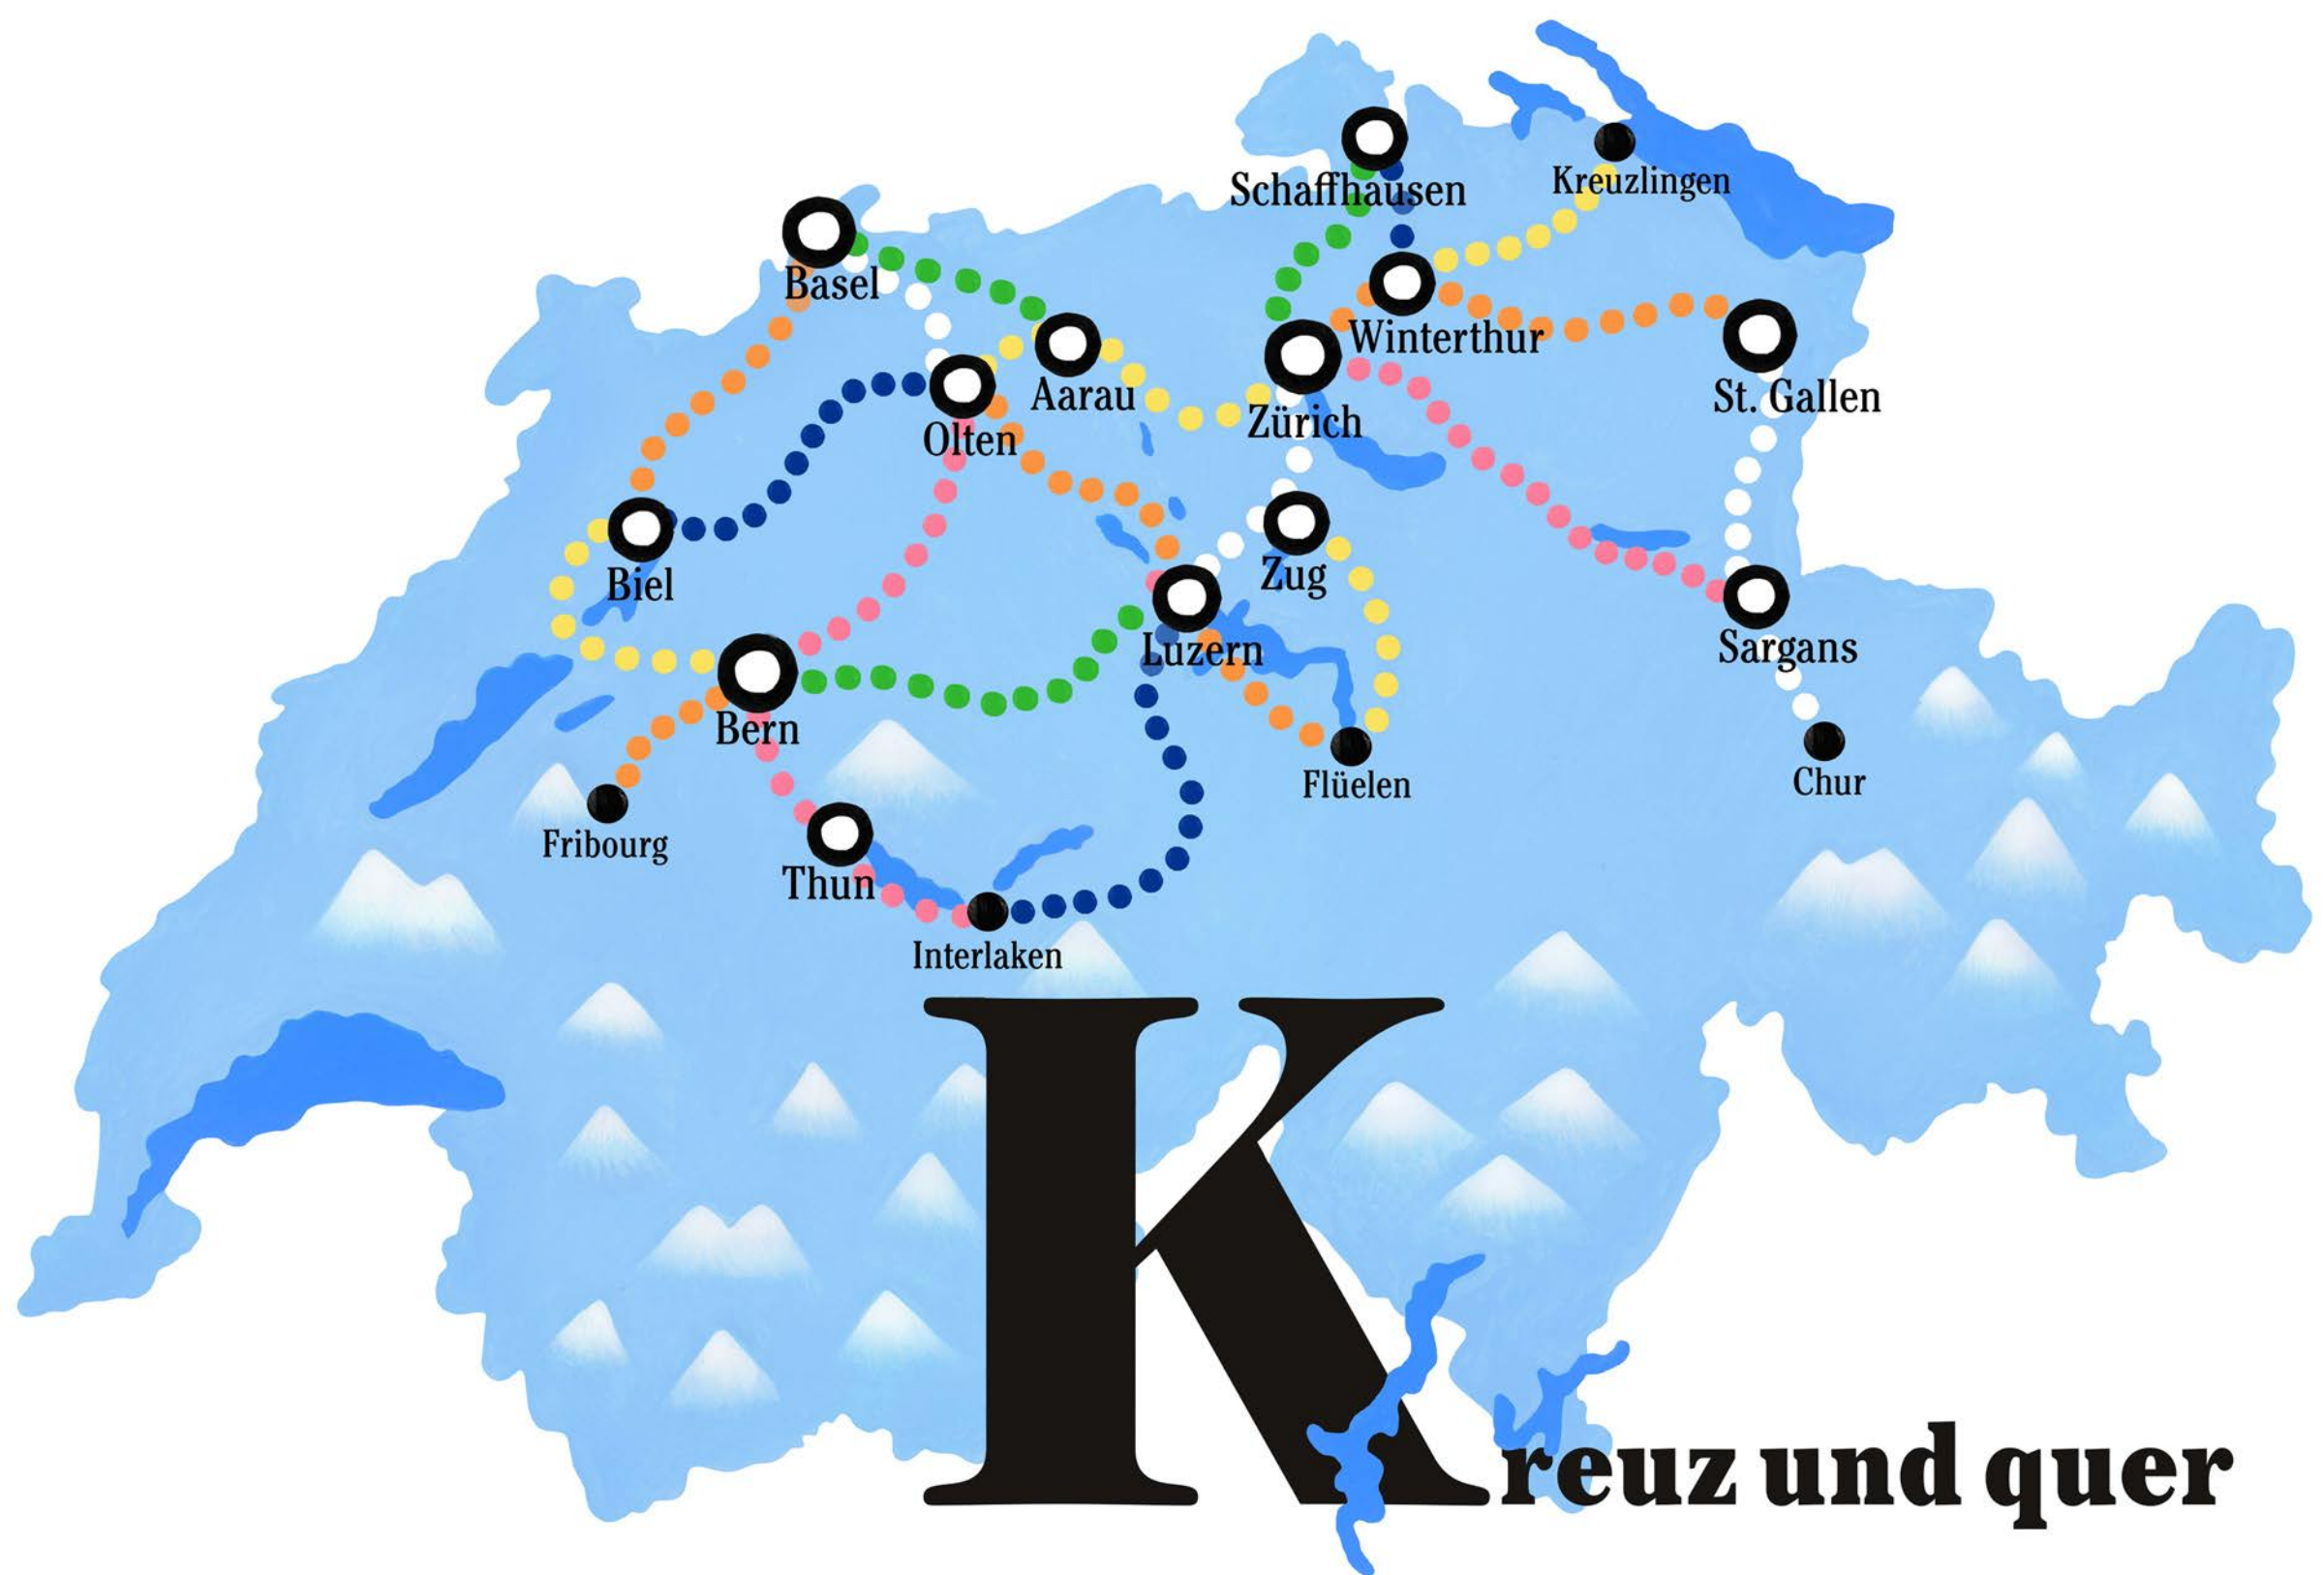 Schaffhausen
Kreuzlingen
Basel
Winterthur
Aarau
St. Gallen
Zürich
Olten
Biel
Zug
Luzern
Sargans
Bern
Flüelen
Chur
Fribourg
Thun
Interlaken
Kreuz und quer